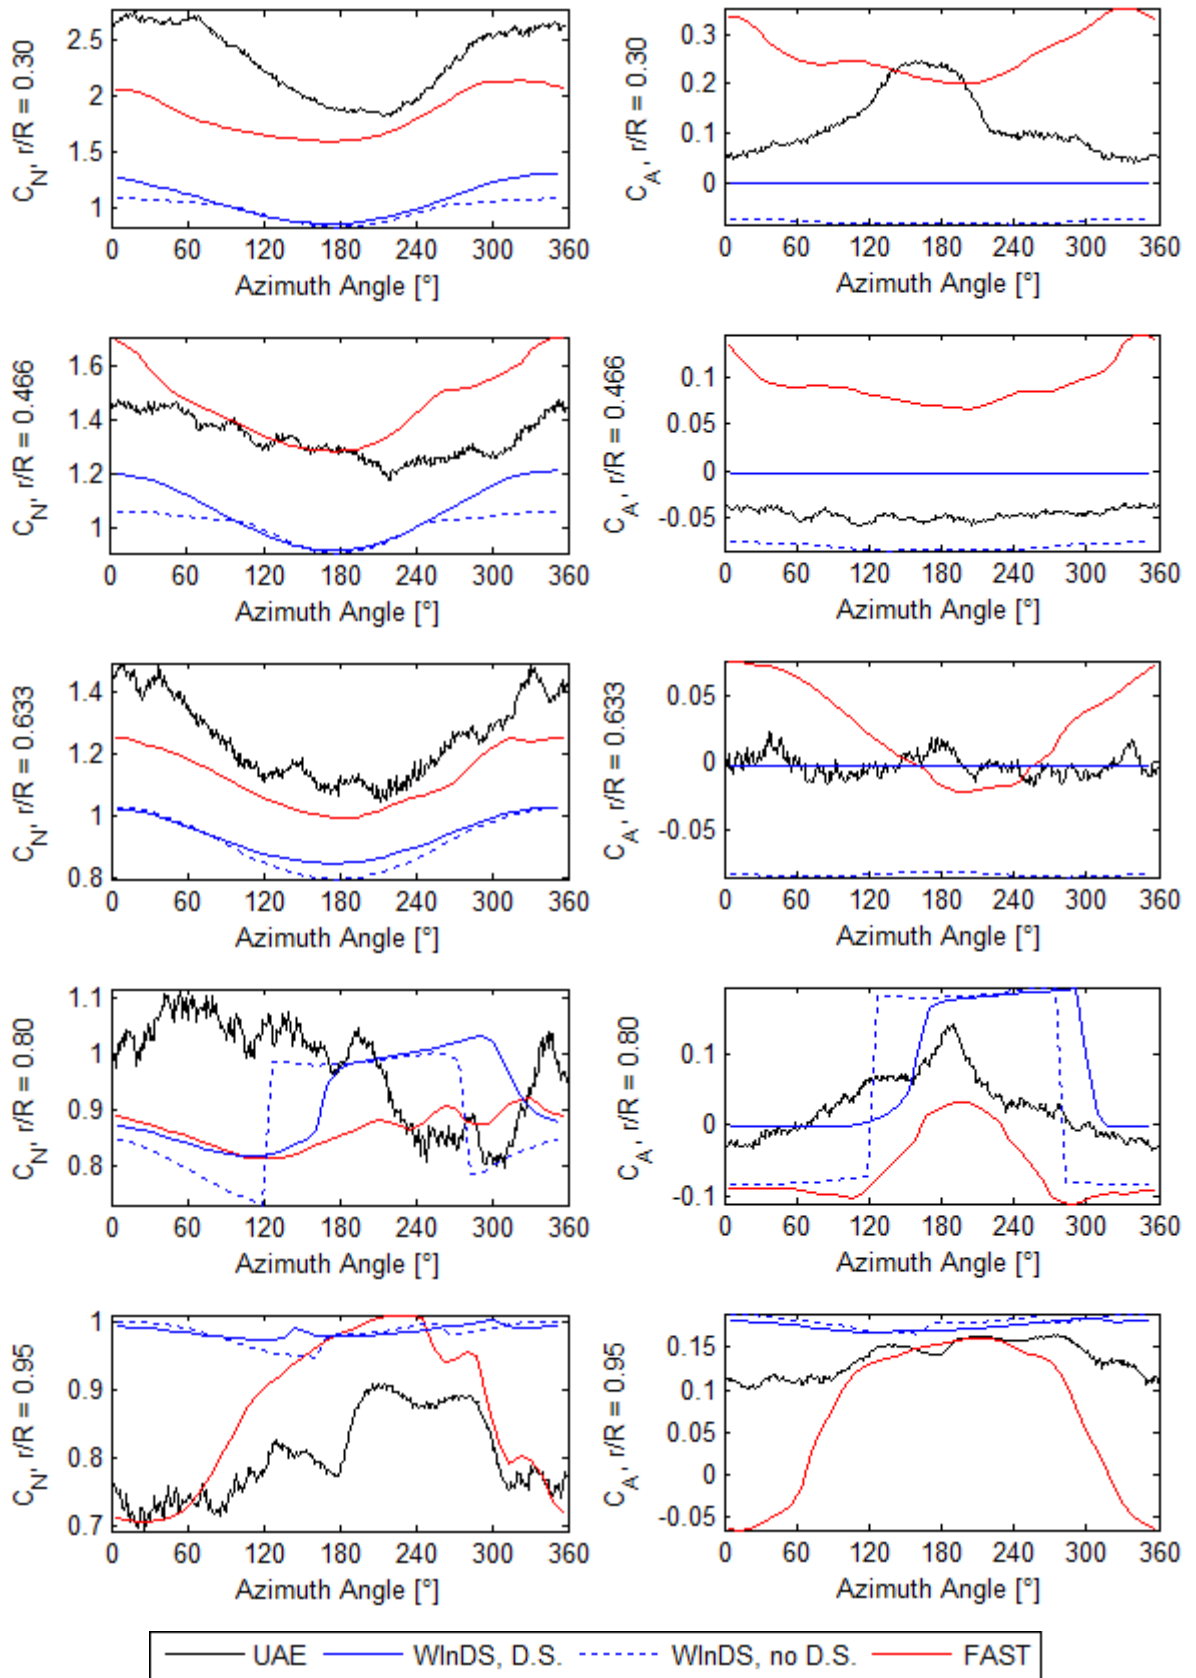 C_N, r/R = 0.30
2.5
2
1.5
1
0 60 120 180 240 300 360
Azimuth Angle [°]
C_A, r/R = 0.30
0.3
0.2
0.1
0
0 60 120 180 240 300 360
Azimuth Angle [°]
C_N, r/R = 0.466
1.6
1.4
1.2
1
0 60 120 180 240 300 360
Azimuth Angle [°]
C_A, r/R = 0.466
0.1
0.05
0
-0.05
0 60 120 180 240 300 360
Azimuth Angle [°]
C_N, r/R = 0.633
1.4
1.2
1
0.8
0 60 120 180 240 300 360
Azimuth Angle [°]
C_A, r/R = 0.633
0.05
0
-0.05
0 60 120 180 240 300 360
Azimuth Angle [°]
C_N, r/R = 0.80
1.1
1
0.9
0.8
0 60 120 180 240 300 360
Azimuth Angle [°]
C_A, r/R = 0.80
0.1
0
-0.1
0 60 120 180 240 300 360
Azimuth Angle [°]
C_N, r/R = 0.95
1
0.9
0.8
0.7
0 60 120 180 240 300 360
Azimuth Angle [°]
C_A, r/R = 0.95
0.15
0.1
0.05
0
-0.05
0 60 120 180 240 300 360
Azimuth Angle [°]
UAE WInDS, D.S. WInDS, no D.S. FAST